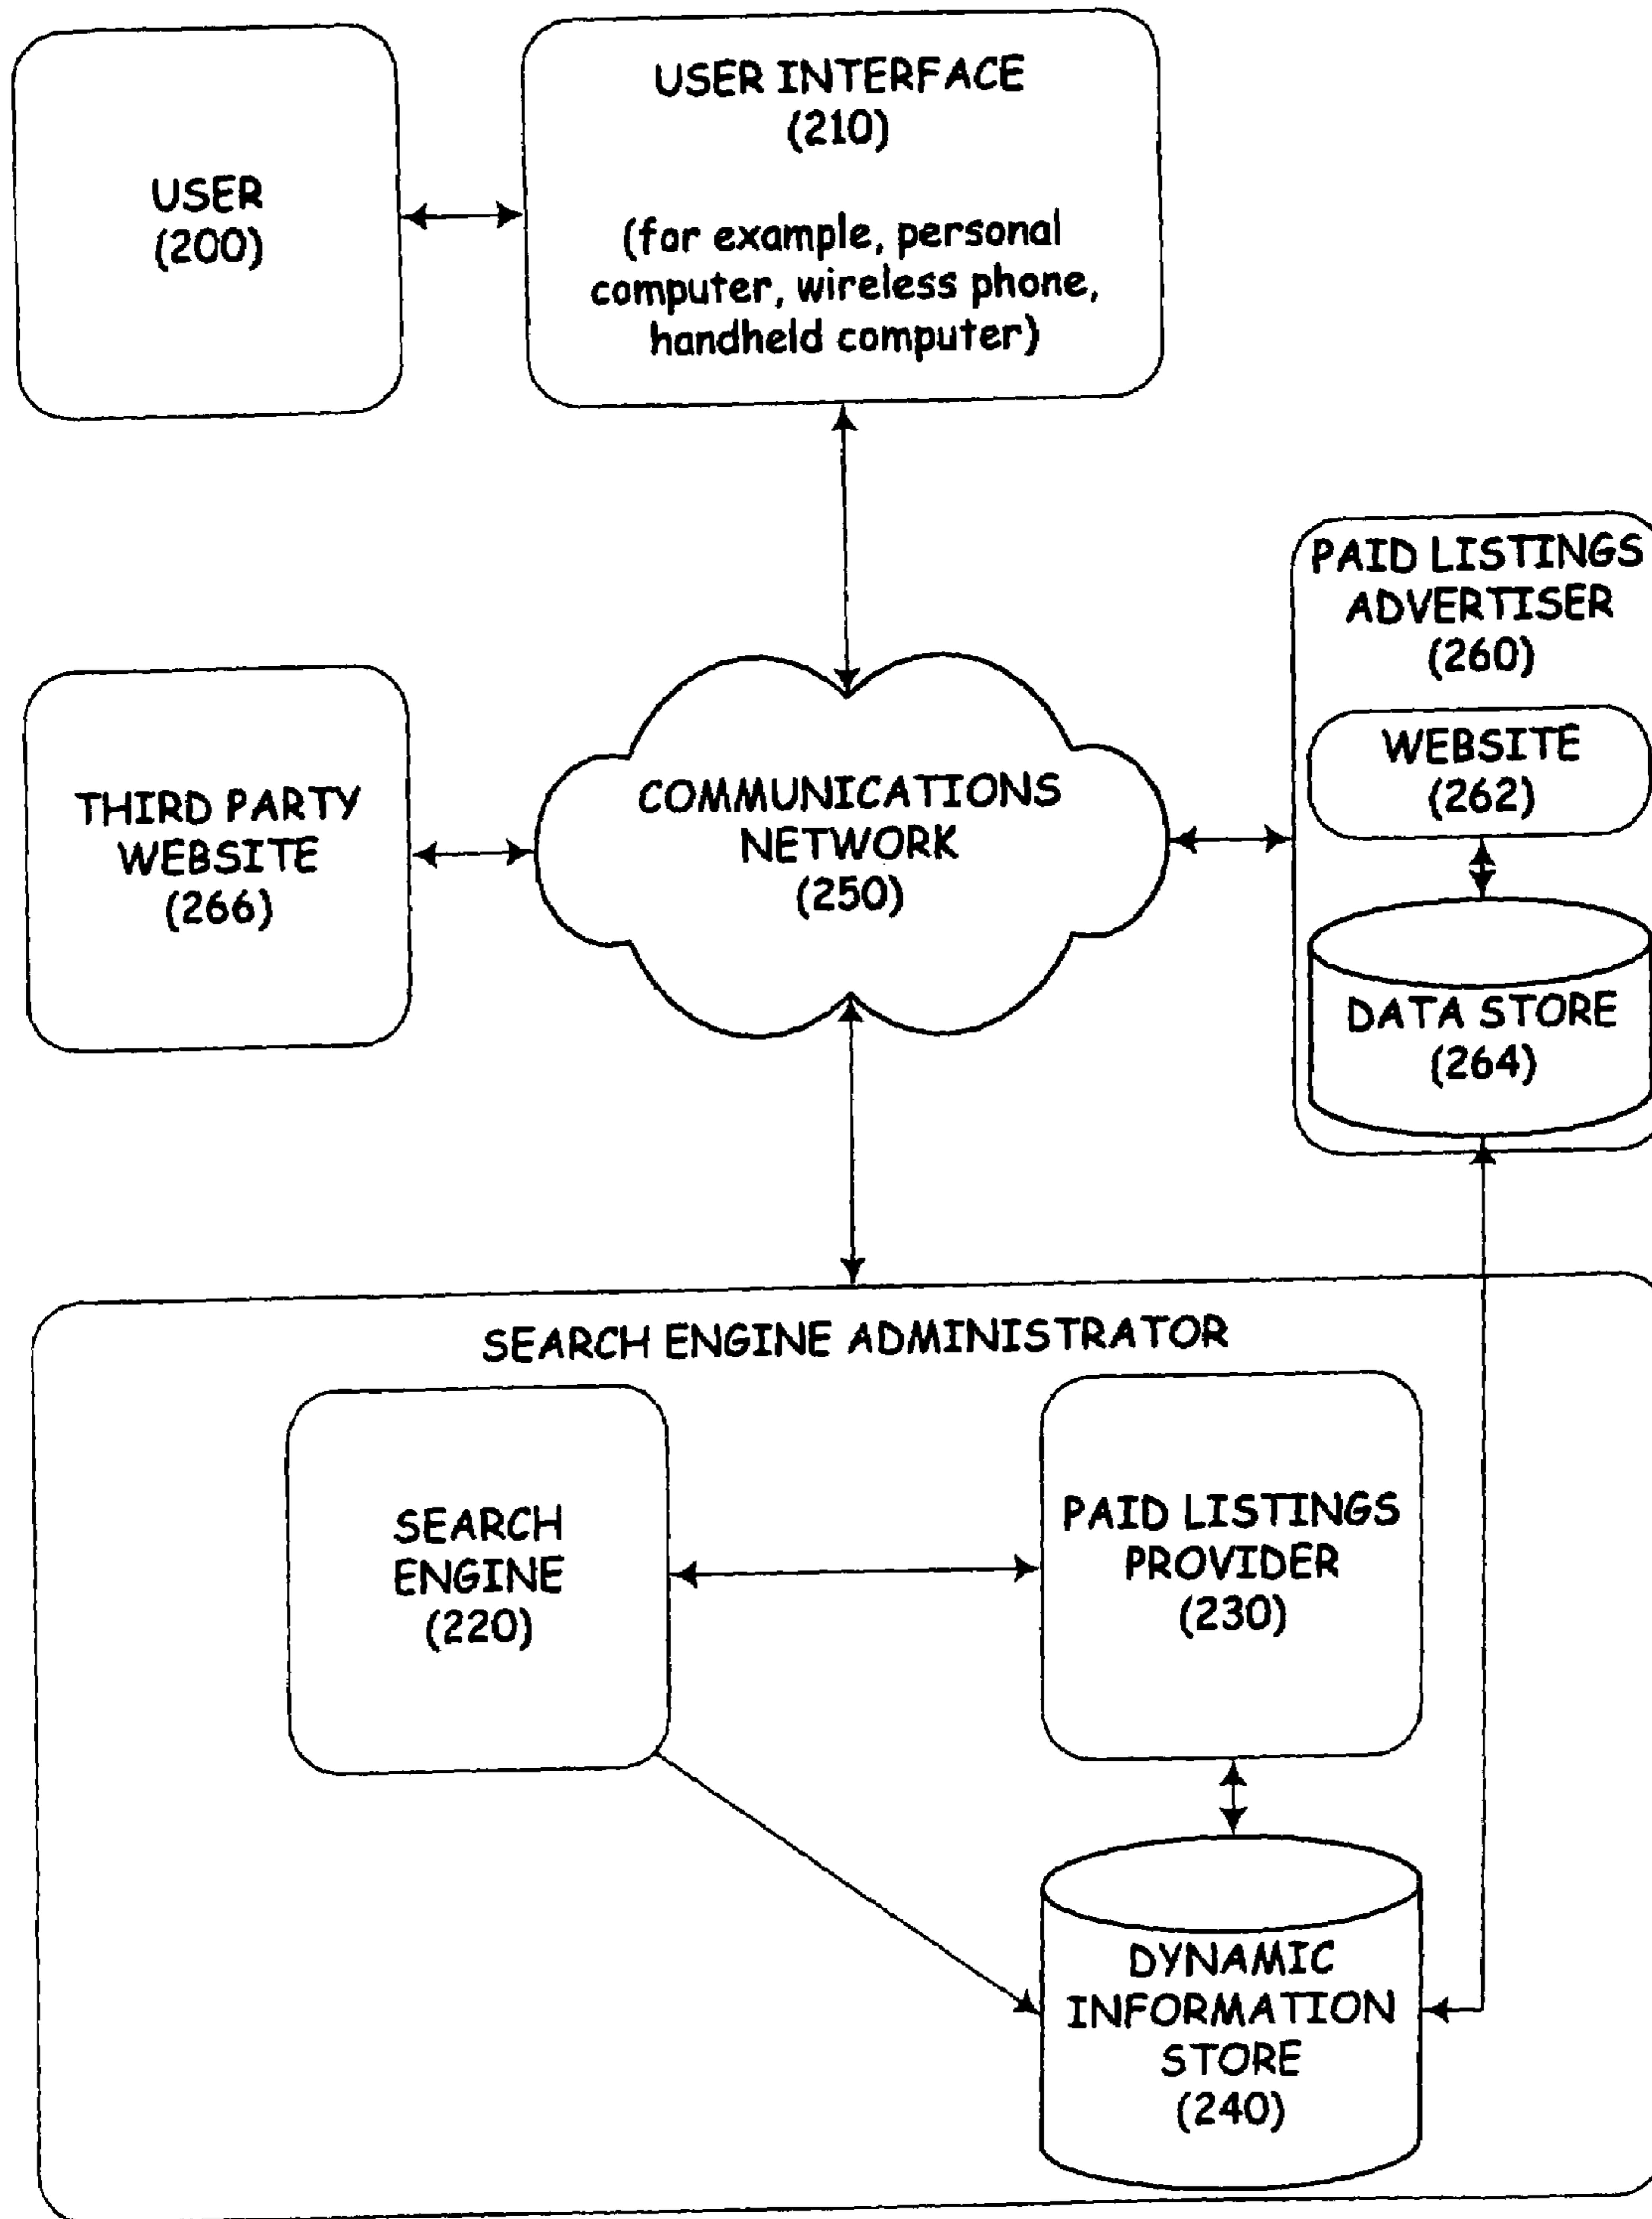 USER
(200)
USER INTERFACE
(210)
(for example, personal
computer, wireless phone,
handheld computer)
PAID LISTINGS
ADVERTISER
(260)
WEBSITE
(262)
DATA STORE
(264)
THIRD PARTY
WEBSITE
(266)
COMMUNICATIONS
NETWORK
(250)
SEARCH ENGINE ADMINISTRATOR
SEARCH
ENGINE
(220)
PAID LISTINGS
PROVIDER
(230)
DYNAMIC
INFORMATION
STORE
(240)